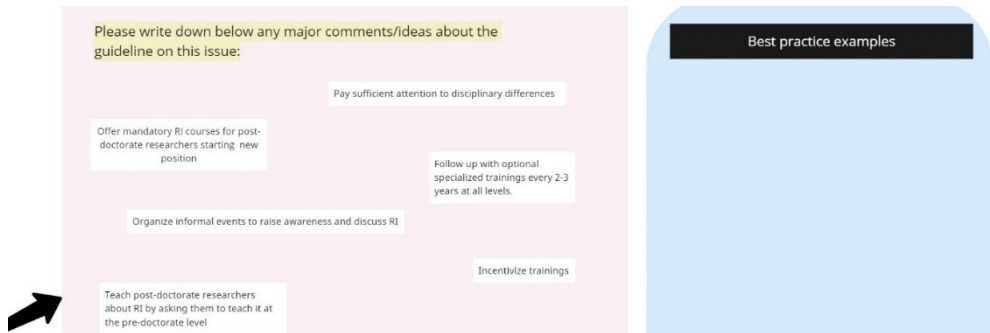 Please write down below any major comments/ideas about the
guideline on this issue:
Pay sufficient attention to disciplinary differences
Offer mandatory RI courses for post-
doctorate researchers starting new
position
Follow up with optional
specialized trainings every 2-3
years at all levels.
Organize informal events to raise awareness and discuss RI
Incentivize trainings
Teach post-doctorate researchers
about RI by asking them to teach it at
the pre-doctorate level
Best practice examples